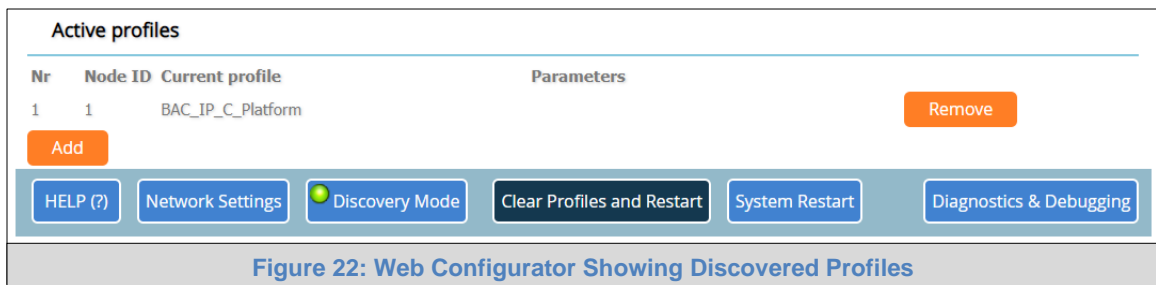 Active profiles
Nr Node ID Current profile Parameters
1 1 BAC_IP_C_Platform Remove
Add
HELP (?) Network Settings Discovery Mode Clear Profiles and Restart System Restart Diagnostics & Debugging
Figure 22: Web Configurator Showing Discovered Profiles